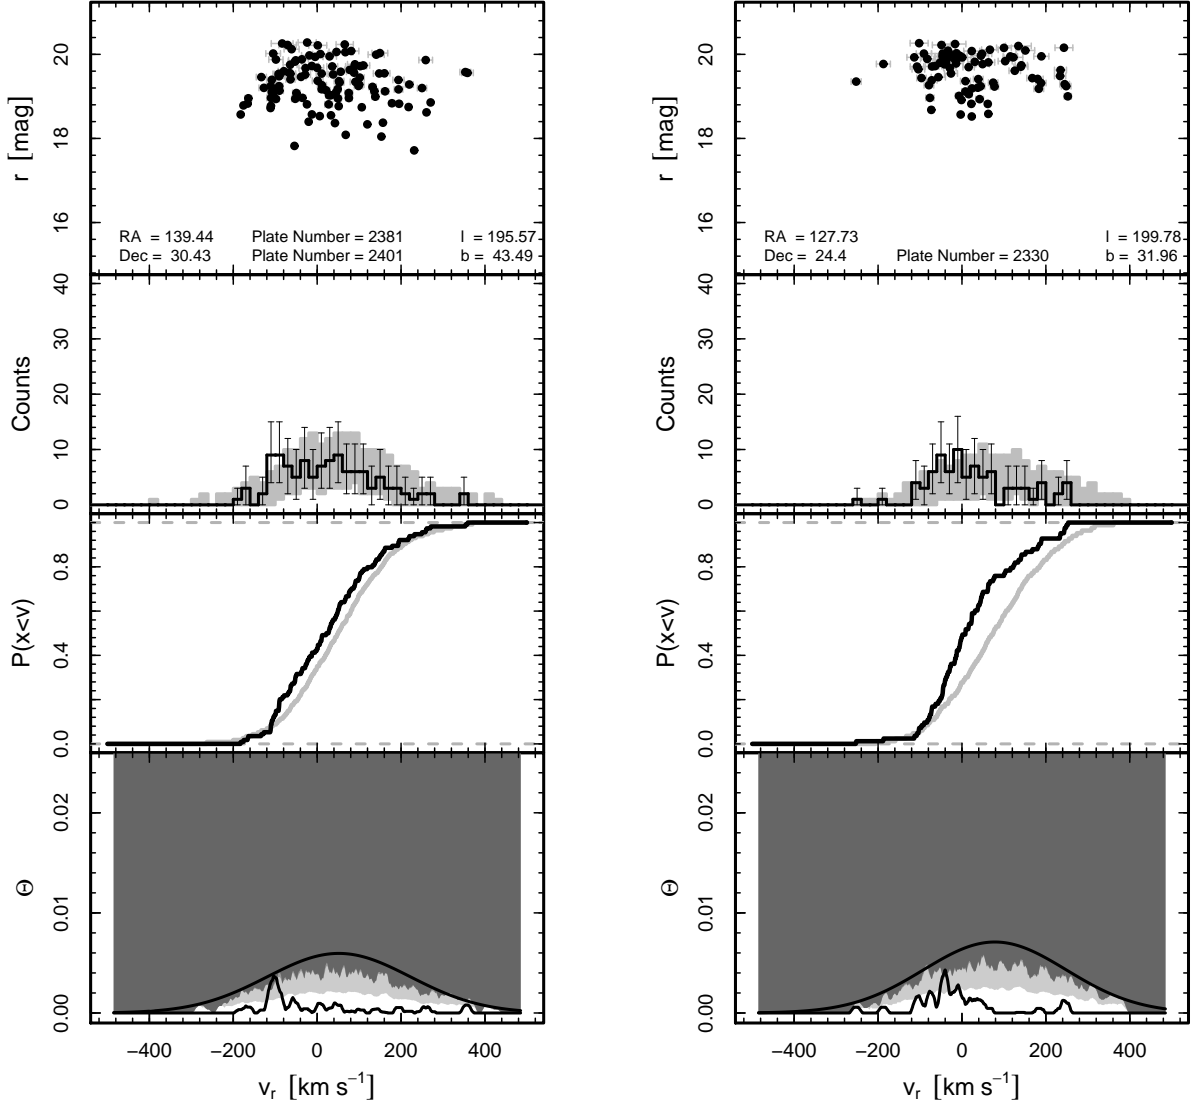 r [mag]
20
18
16
RA = 139.44 Plate Number = 2381 l = 195.57
Dec = 30.43 Plate Number = 2401 b = 43.49
Counts
40
30
20
10
0
P(x<v)
0.8
0.4
0.0
Θ
0.02
0.01
0.00
−400 −200 0 200 400
v_r [km s⁻¹]
r [mag]
20
18
16
RA = 127.73 l = 199.78
Dec = 24.4 Plate Number = 2330 b = 31.96
Counts
40
30
20
10
0
P(x<v)
0.8
0.4
0.0
Θ
0.02
0.01
0.00
−400 −200 0 200 400
v_r [km s⁻¹]